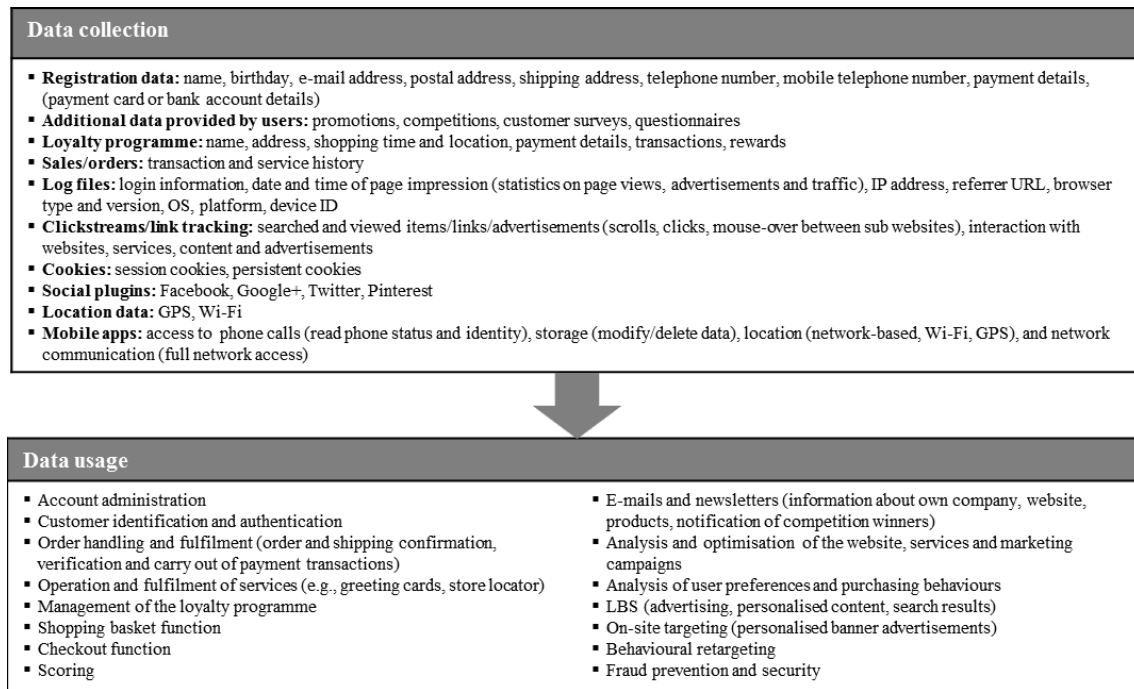 Data collection
▪ Registration data: name, birthday, e-mail address, postal address, shipping address, telephone number, mobile telephone number, payment details,
(payment card or bank account details)
▪ Additional data provided by users: promotions, competitions, customer surveys, questionnaires
▪ Loyalty programme: name, address, shopping time and location, payment details, transactions, rewards
▪ Sales/orders: transaction and service history
▪ Log files: login information, date and time of page impression (statistics on page views, advertisements and traffic), IP address, referrer URL, browser
type and version, OS, platform, device ID
▪ Clickstreams/link tracking: searched and viewed items/links/advertisements (scrolls, clicks, mouse-over between sub websites), interaction with
websites, services, content and advertisements
▪ Cookies: session cookies, persistent cookies
▪ Social plugins: Facebook, Google+, Twitter, Pinterest
▪ Location data: GPS, Wi-Fi
▪ Mobile apps: access to phone calls (read phone status and identity), storage (modify/delete data), location (network-based, Wi-Fi, GPS), and network
communication (full network access)
Data usage
▪ Account administration
▪ Customer identification and authentication
▪ Order handling and fulfilment (order and shipping confirmation,
verification and carry out of payment transactions)
▪ Operation and fulfilment of services (e.g., greeting cards, store locator)
▪ Management of the loyalty programme
▪ Shopping basket function
▪ Checkout function
▪ Scoring
▪ E-mails and newsletters (information about own company, website,
products, notification of competition winners)
▪ Analysis and optimisation of the website, services and marketing
campaigns
▪ Analysis of user preferences and purchasing behaviours
▪ LBS (advertising, personalised content, search results)
▪ On-site targeting (personalised banner advertisements)
▪ Behavioural retargeting
▪ Fraud prevention and security